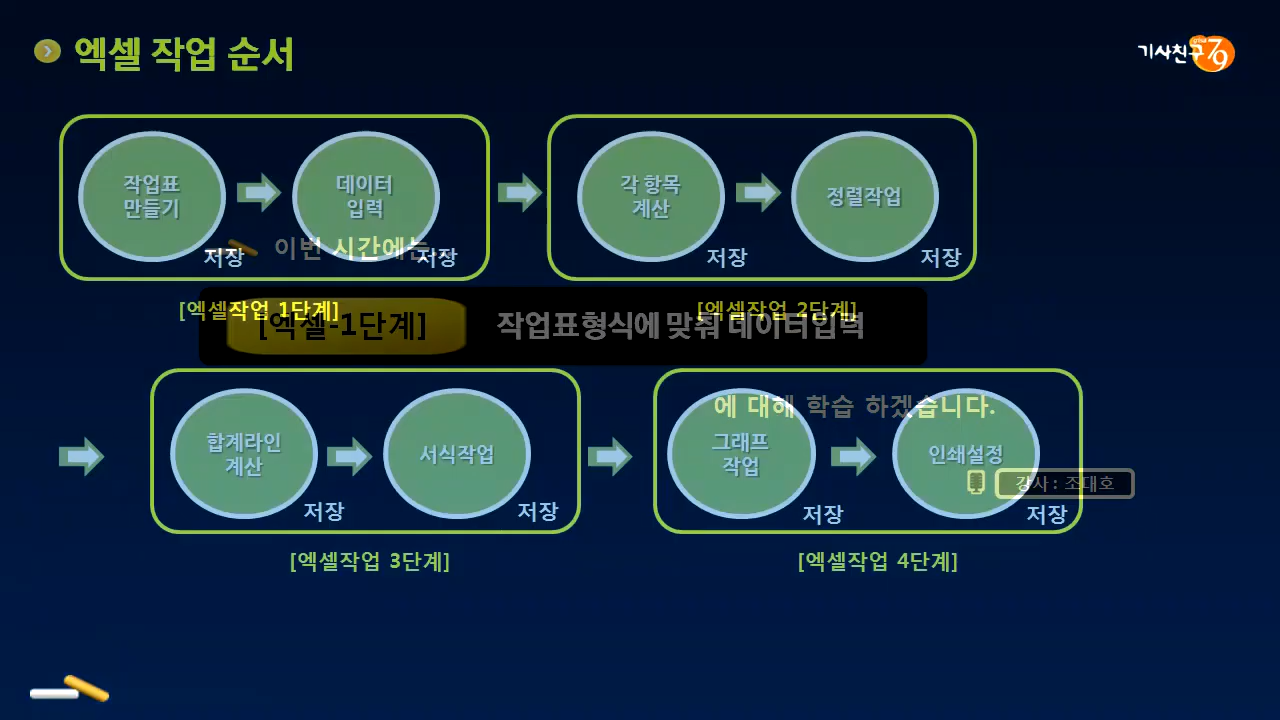 엑셀 작업 순서
기사친구 79
작업표
만들기
데이터
입력
각 항목
계산
정렬작업
저장
이번 시간에는
저장
저장
저장
[엑셀작업 1단계]
[엑셀작업 2단계]
[엑셀-1단계]
작업표형식에 맞춰 데이터입력
에 대해 학습 하겠습니다.
합계라인
계산
서식작업
그래프
작업
인쇄설정
강사 : 조대호
저장
저장
저장
저장
[엑셀작업 3단계]
[엑셀작업 4단계]